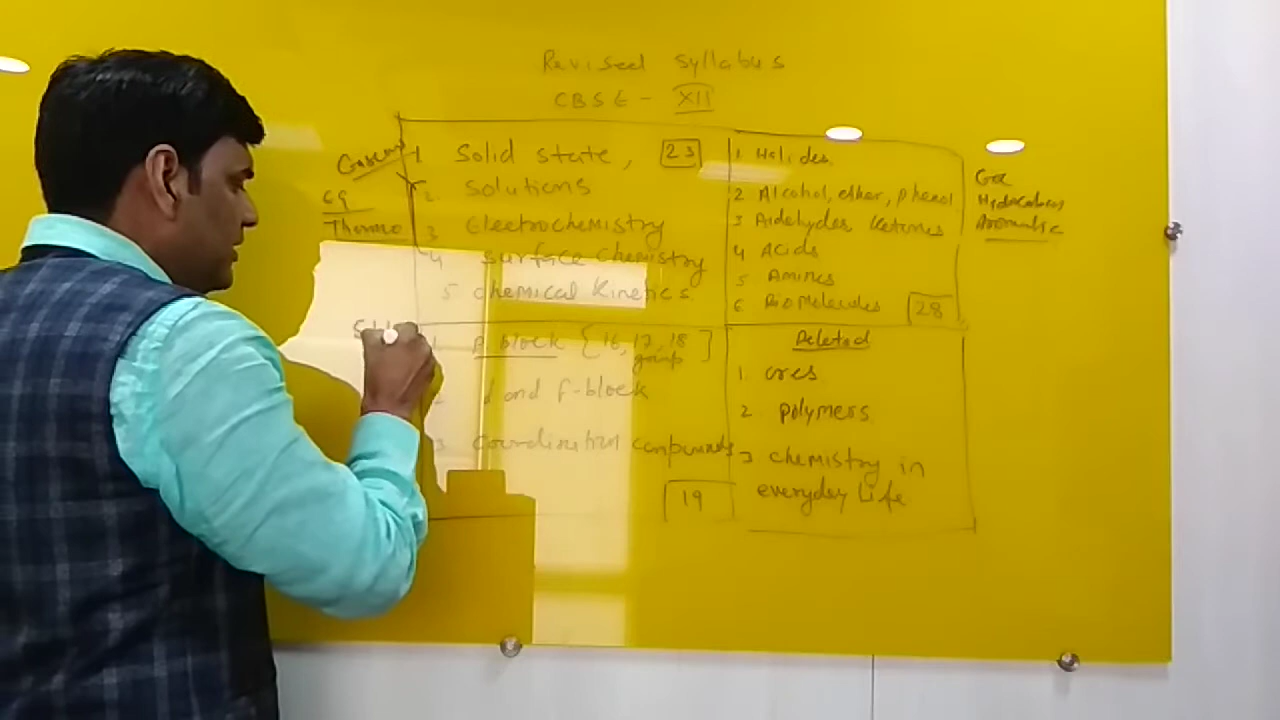 Revised Syllabus
CBSE - XII
1 Solid state, 23
2. Solutions
3 Electrochemistry
4 surface chemistry
5 chemical kinetics
Eq
Thermo
1 Halides
2 Alcohol, ether, phenol
3 Aldehydes Ketones
4 Acids
5 Amines
6 BioMolecules 28
Goc
Hydrocarbons
Aromatic
1 p block { 16, 17, 18 ]
group
d and f-block
3 Coordination compounds
19
Deleted
1. ores
2 polymers
3 chemistry in
everyday Life